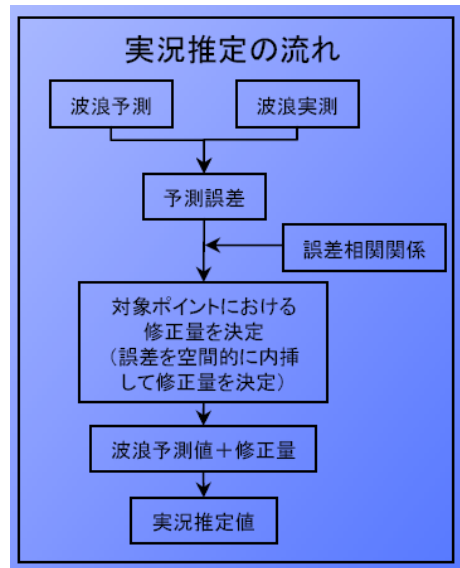 実況推定の流れ
波浪予測
波浪実測
予測誤差
誤差相関関係
対象ポイントにおける
修正量を決定
（誤差を空間的に内挿
して修正量を決定）
波浪予測値＋修正量
実況推定値